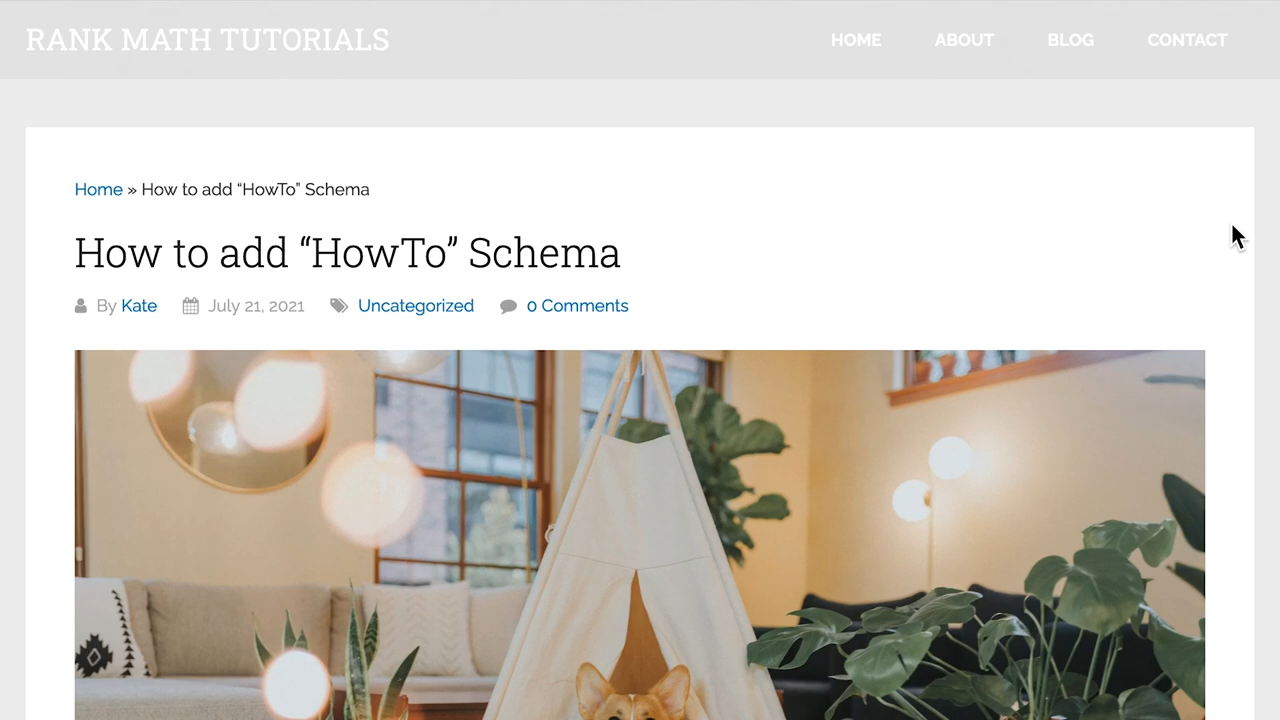 RANK MATH TUTORIALS
HOME ABOUT BLOG CONTACT
Home » How to add “HowTo” Schema
How to add “HowTo” Schema
By Kate July 21, 2021 Uncategorized 0 Comments